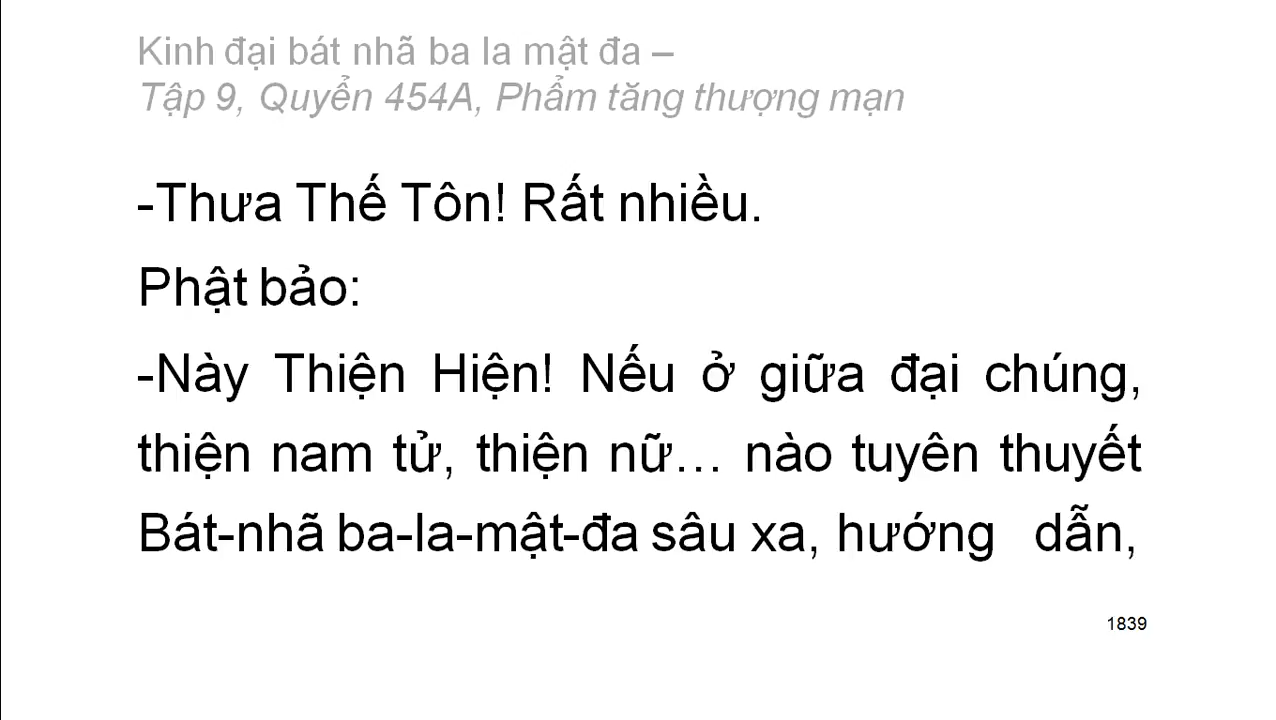 Kinh đại bát nhã ba la mật đa –
Tập 9, Quyển 454A, Phẩm tăng thượng mạn
-Thưa Thế Tôn! Rất nhiều.
Phật bảo:
-Này Thiện Hiện! Nếu ở giữa đại chúng,
thiện nam tử, thiện nữ… nào tuyên thuyết
Bát-nhã ba-la-mật-đa sâu xa, hướng dẫn,
1839